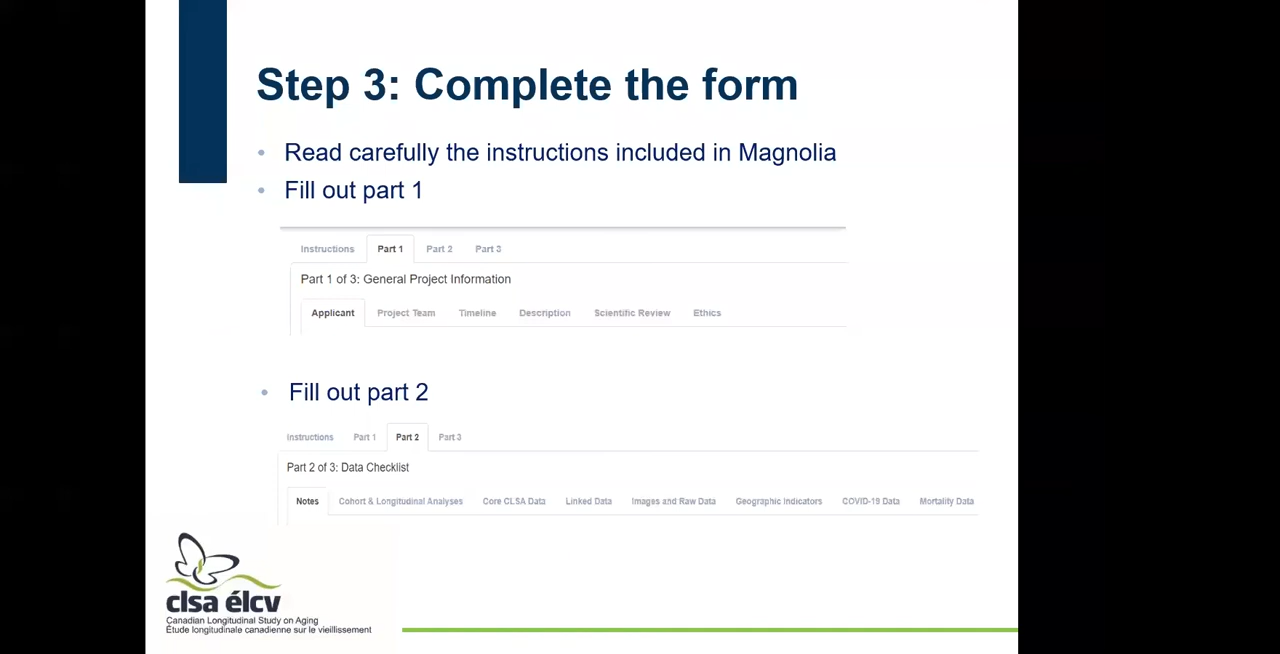 Step 3: Complete the form
• Read carefully the instructions included in Magnolia
• Fill out part 1
Instructions Part 1 Part 2 Part 3
Part 1 of 3: General Project Information
Applicant Project Team Timeline Description Scientific Review Ethics
• Fill out part 2
Instructions Part 1 Part 2 Part 3
Part 2 of 3: Data Checklist
Notes Cohort & Longitudinal Analyses Core CLSA Data Linked Data Images and Raw Data Geographic Indicators COVID-19 Data Mortality Data
clsa élcv
Canadian Longitudinal Study on Aging
Étude longitudinale canadienne sur le vieillissement